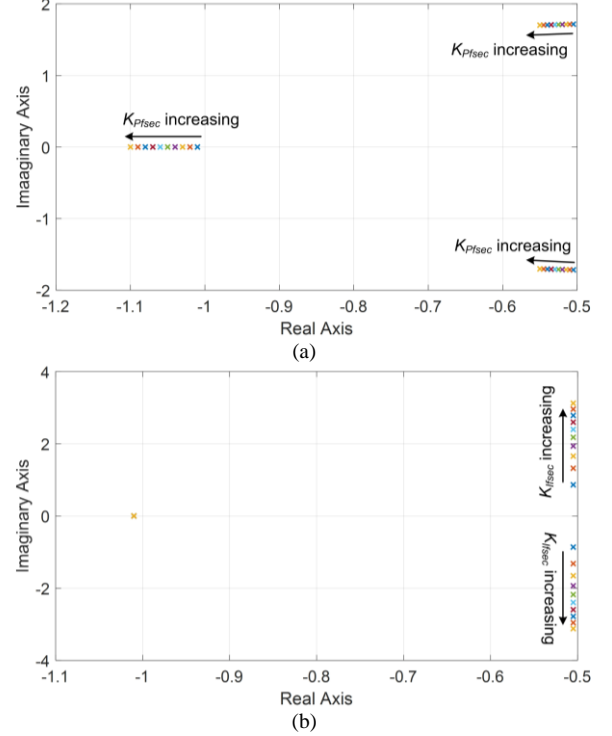 2
1
0
-1
-2
Imaaginary Axis
K_Pfsec increasing
K_Pfsec increasing
K_Pfsec increasing
-1.2 -1.1 -1 -0.9 -0.8 -0.7 -0.6 -0.5
Real Axis
(a)
4
2
0
-2
-4
Imaaginary Axis
K_Ifsec increasing
K_Ifsec increasing
-1.1 -1 -0.9 -0.8 -0.7 -0.6 -0.5
Real Axis
(b)